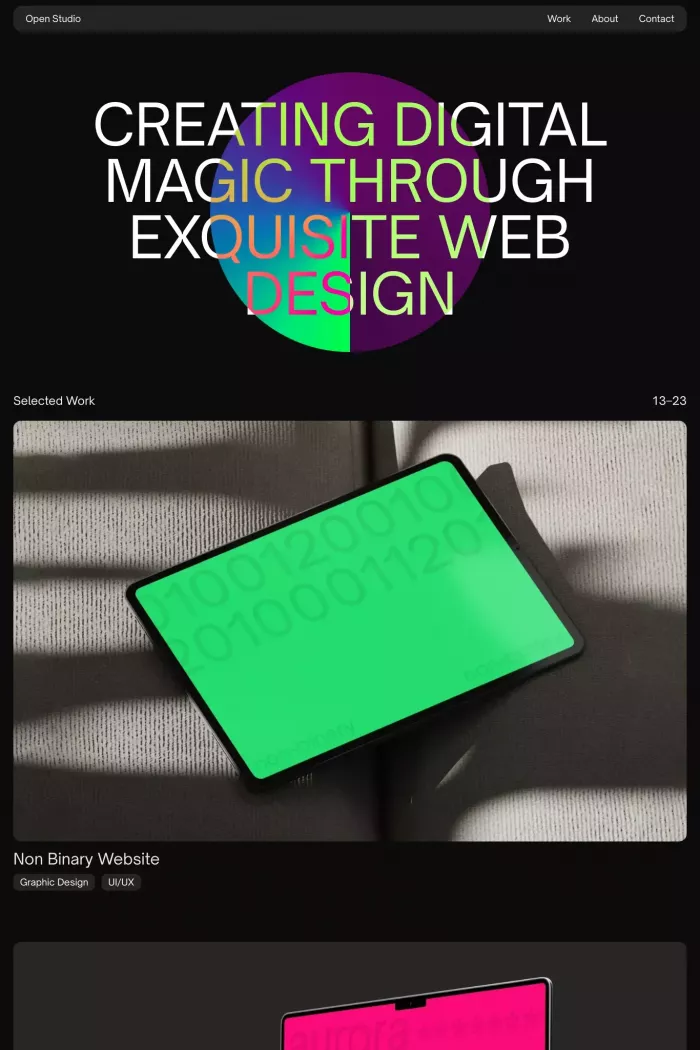 Open Studio
Work
About
Contact
CREATING DIGITAL
MAGIC THROUGH
EXQUISITE WEB
DESIGN
Selected Work
13–23
Non Binary Website
Graphic Design
UI/UX
aurora